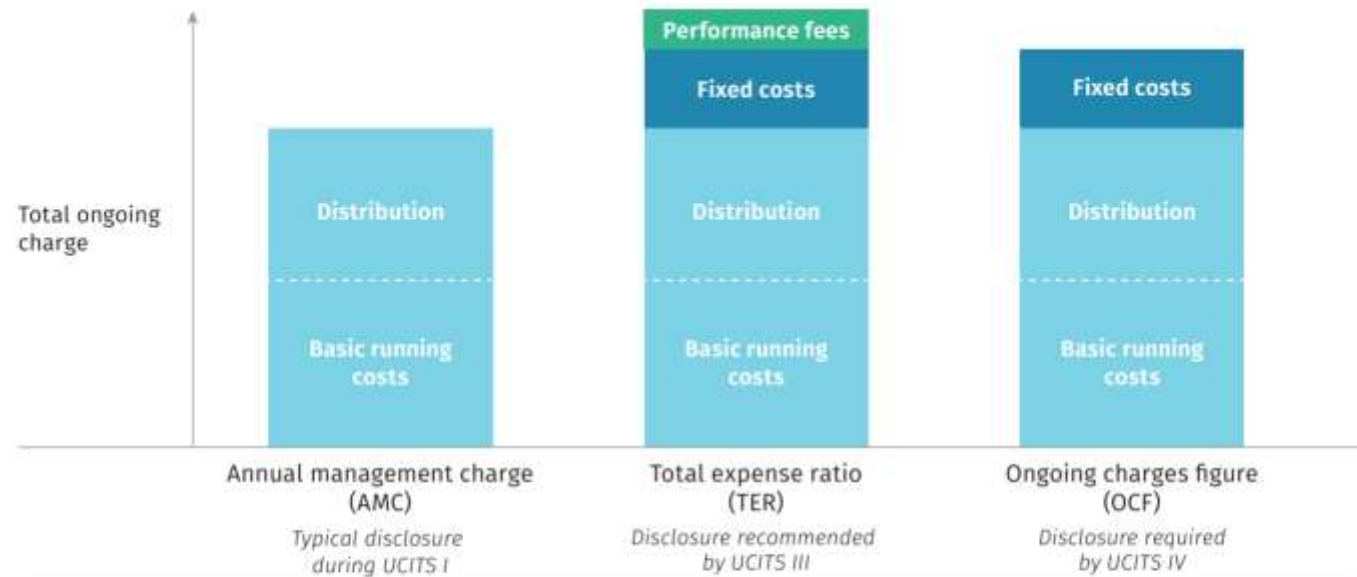 Total ongoing
charge
Distribution
Basic running
costs
Annual management charge
(AMC)
Typical disclosure
during UCITS I
Performance fees
Fixed costs
Distribution
Basic running
costs
Total expense ratio
(TER)
Disclosure recommended
by UCITS III
Fixed costs
Distribution
Basic running
costs
Ongoing charges figure
(OCF)
Disclosure required
by UCITS IV